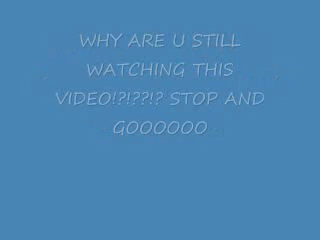 WHY ARE U STILL
WATCHING THIS
VIDEO!?!??!? STOP AND
GOOOOOO